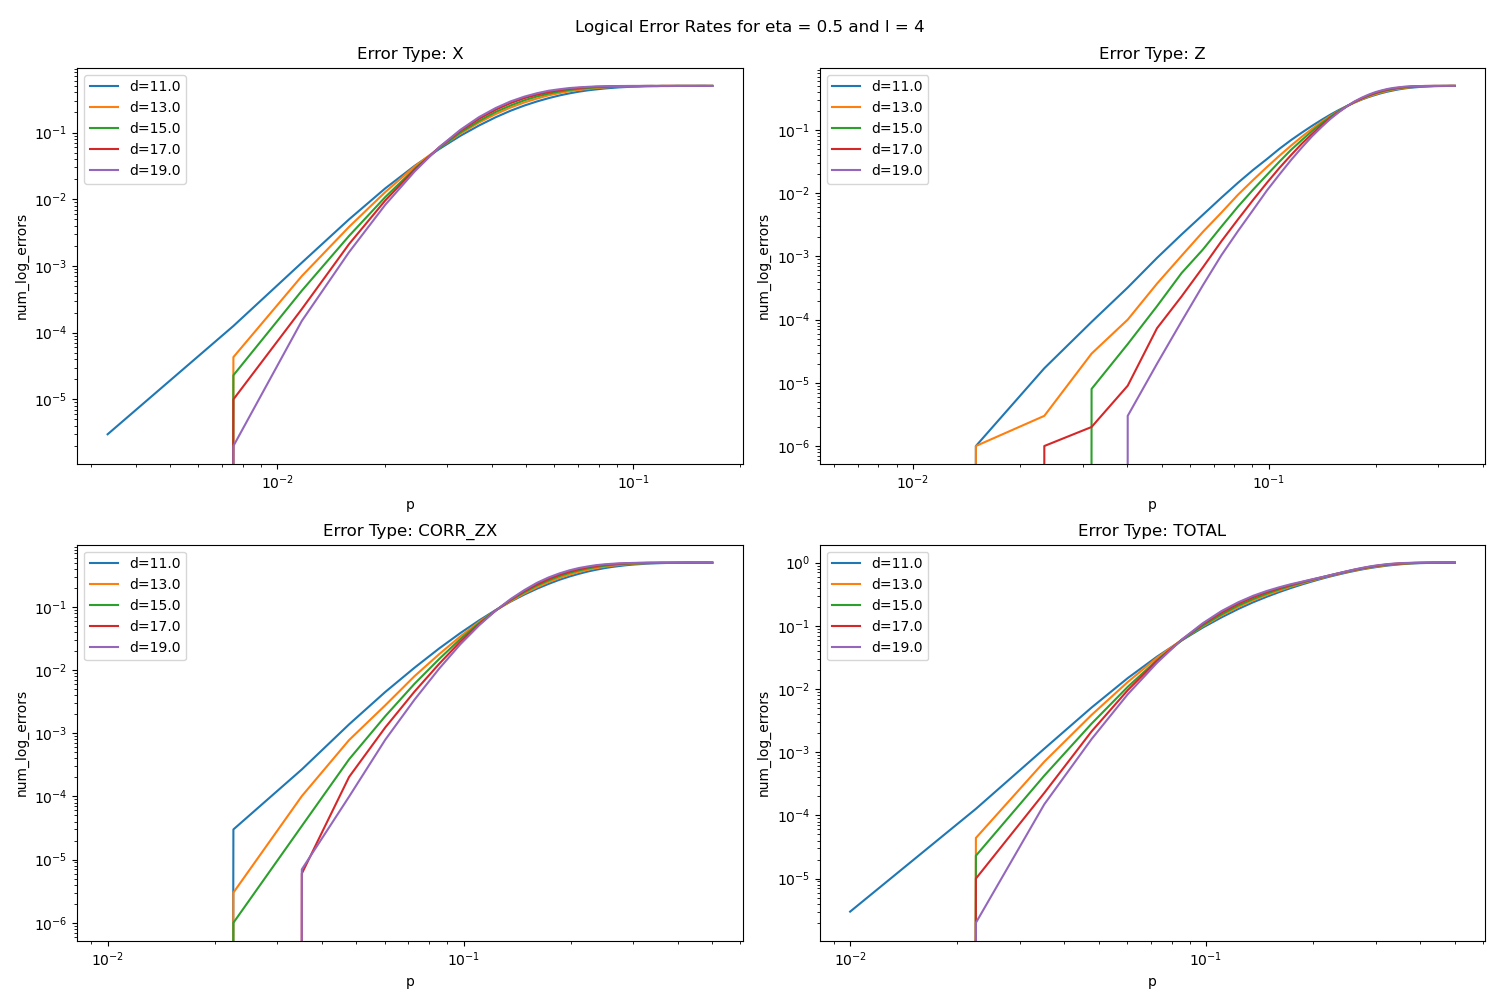 Logical Error Rates for eta = 0.5 and l = 4
Error Type: X
d=11.0
d=13.0
d=15.0
d=17.0
d=19.0
num_log_errors
10⁻¹
10⁻²
10⁻³
10⁻⁴
10⁻⁵
10⁻² 10⁻¹
p
Error Type: Z
d=11.0
d=13.0
d=15.0
d=17.0
d=19.0
num_log_errors
10⁻¹
10⁻²
10⁻³
10⁻⁴
10⁻⁵
10⁻⁶
10⁻² 10⁻¹
p
Error Type: CORR_ZX
d=11.0
d=13.0
d=15.0
d=17.0
d=19.0
num_log_errors
10⁻¹
10⁻²
10⁻³
10⁻⁴
10⁻⁵
10⁻⁶
10⁻² 10⁻¹
p
Error Type: TOTAL
d=11.0
d=13.0
d=15.0
d=17.0
d=19.0
num_log_errors
10⁰
10⁻¹
10⁻²
10⁻³
10⁻⁴
10⁻⁵
10⁻² 10⁻¹
p